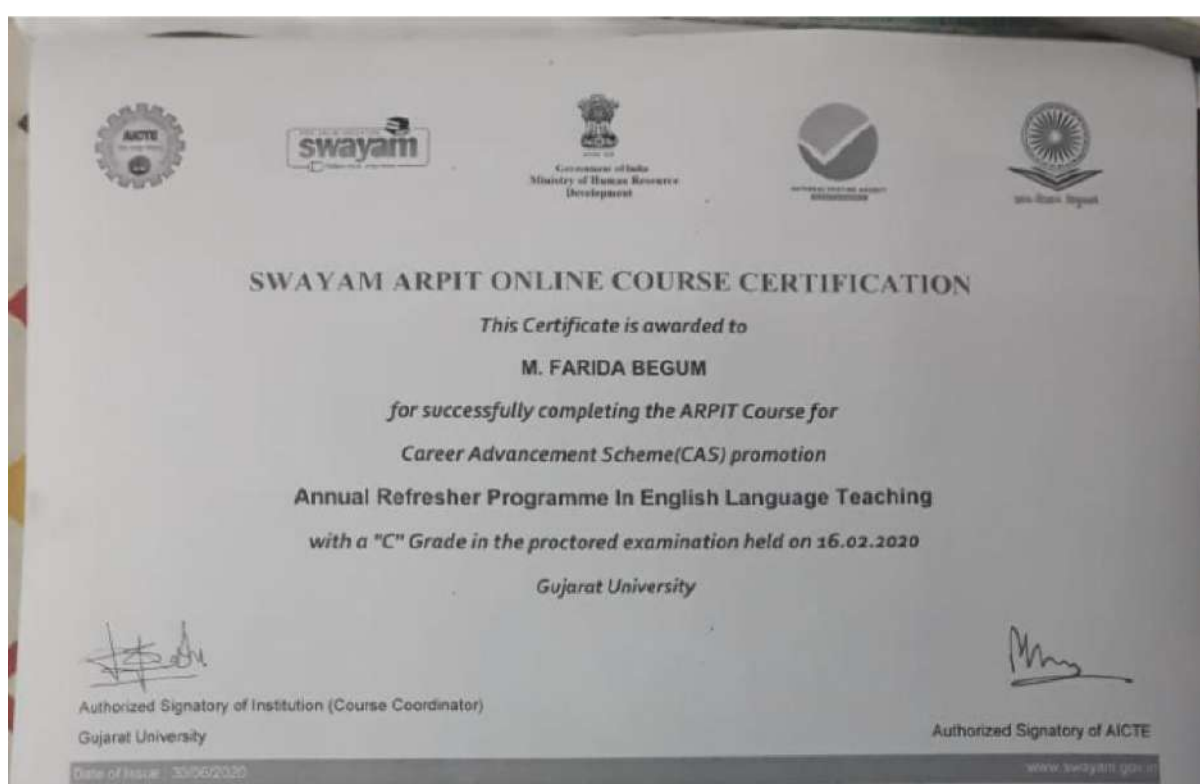 AICTE
swayam
Government of India
Ministry of Human Resource
Development
NATIONAL TESTING AGENCY
SWAYAM ARPIT ONLINE COURSE CERTIFICATION
This Certificate is awarded to
M. FARIDA BEGUM
for successfully completing the ARPIT Course for
Career Advancement Scheme(CAS) promotion
Annual Refresher Programme In English Language Teaching
with a "C" Grade in the proctored examination held on 16.02.2020
Gujarat University
Authorized Signatory of Institution (Course Coordinator)
Gujarat University
Authorized Signatory of AICTE
Date of Issue : 30/06/2020
www.swayam.gov.in